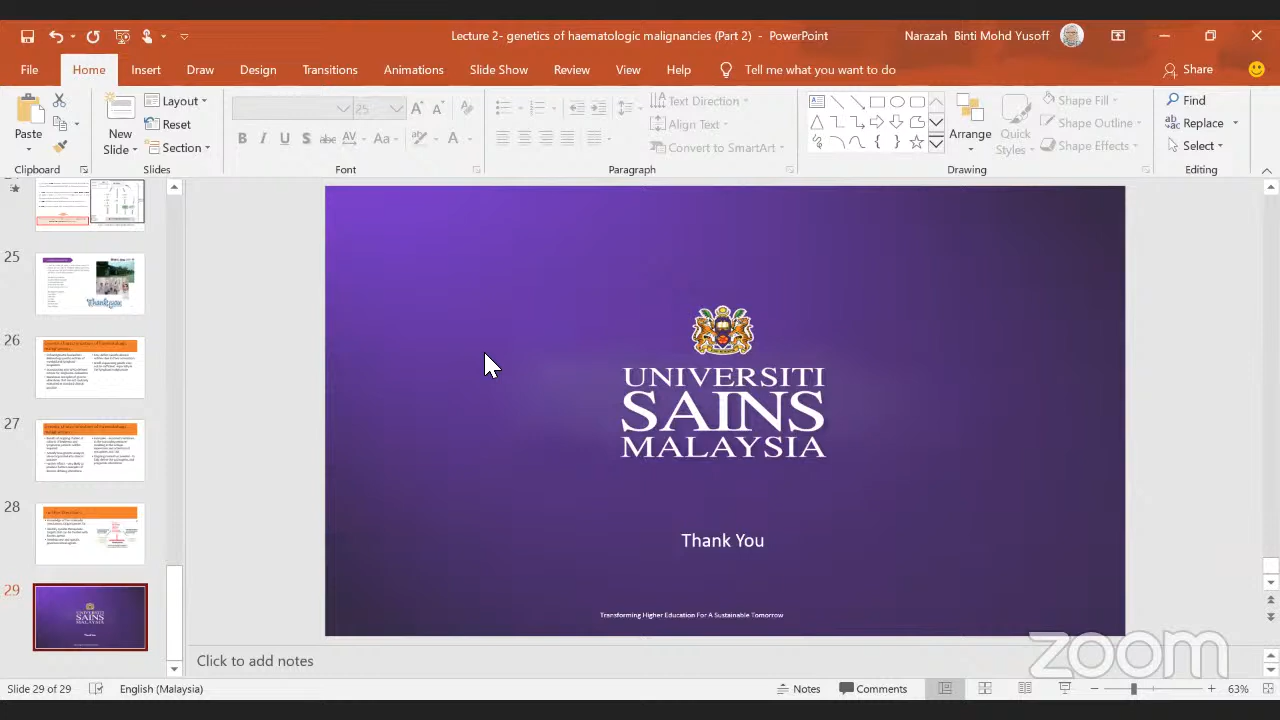 Lecture 2- genetics of haematologic malignancies (Part 2) - PowerPoint
Narazah Binti Mohd Yusoff
File Home Insert Draw Design Transitions Animations Slide Show Review View Help Tell me what you want to do Share
Paste
Clipboard
New Slide
Layout
Reset
Section
Slides
25
Font
Text Direction
Align Text
Convert to SmartArt
Paragraph
Arrange
Quick Styles
Shape Fill
Shape Outline
Shape Effects
Drawing
Find
Replace
Select
Editing
25
Thank you
26
27
28
29
UNIVERSITI
SAINS
MALAYSIA
Thank You
Transforming Higher Education For A Sustainable Tomorrow
zoom
Click to add notes
Slide 29 of 29 English (Malaysia) Notes Comments 63%